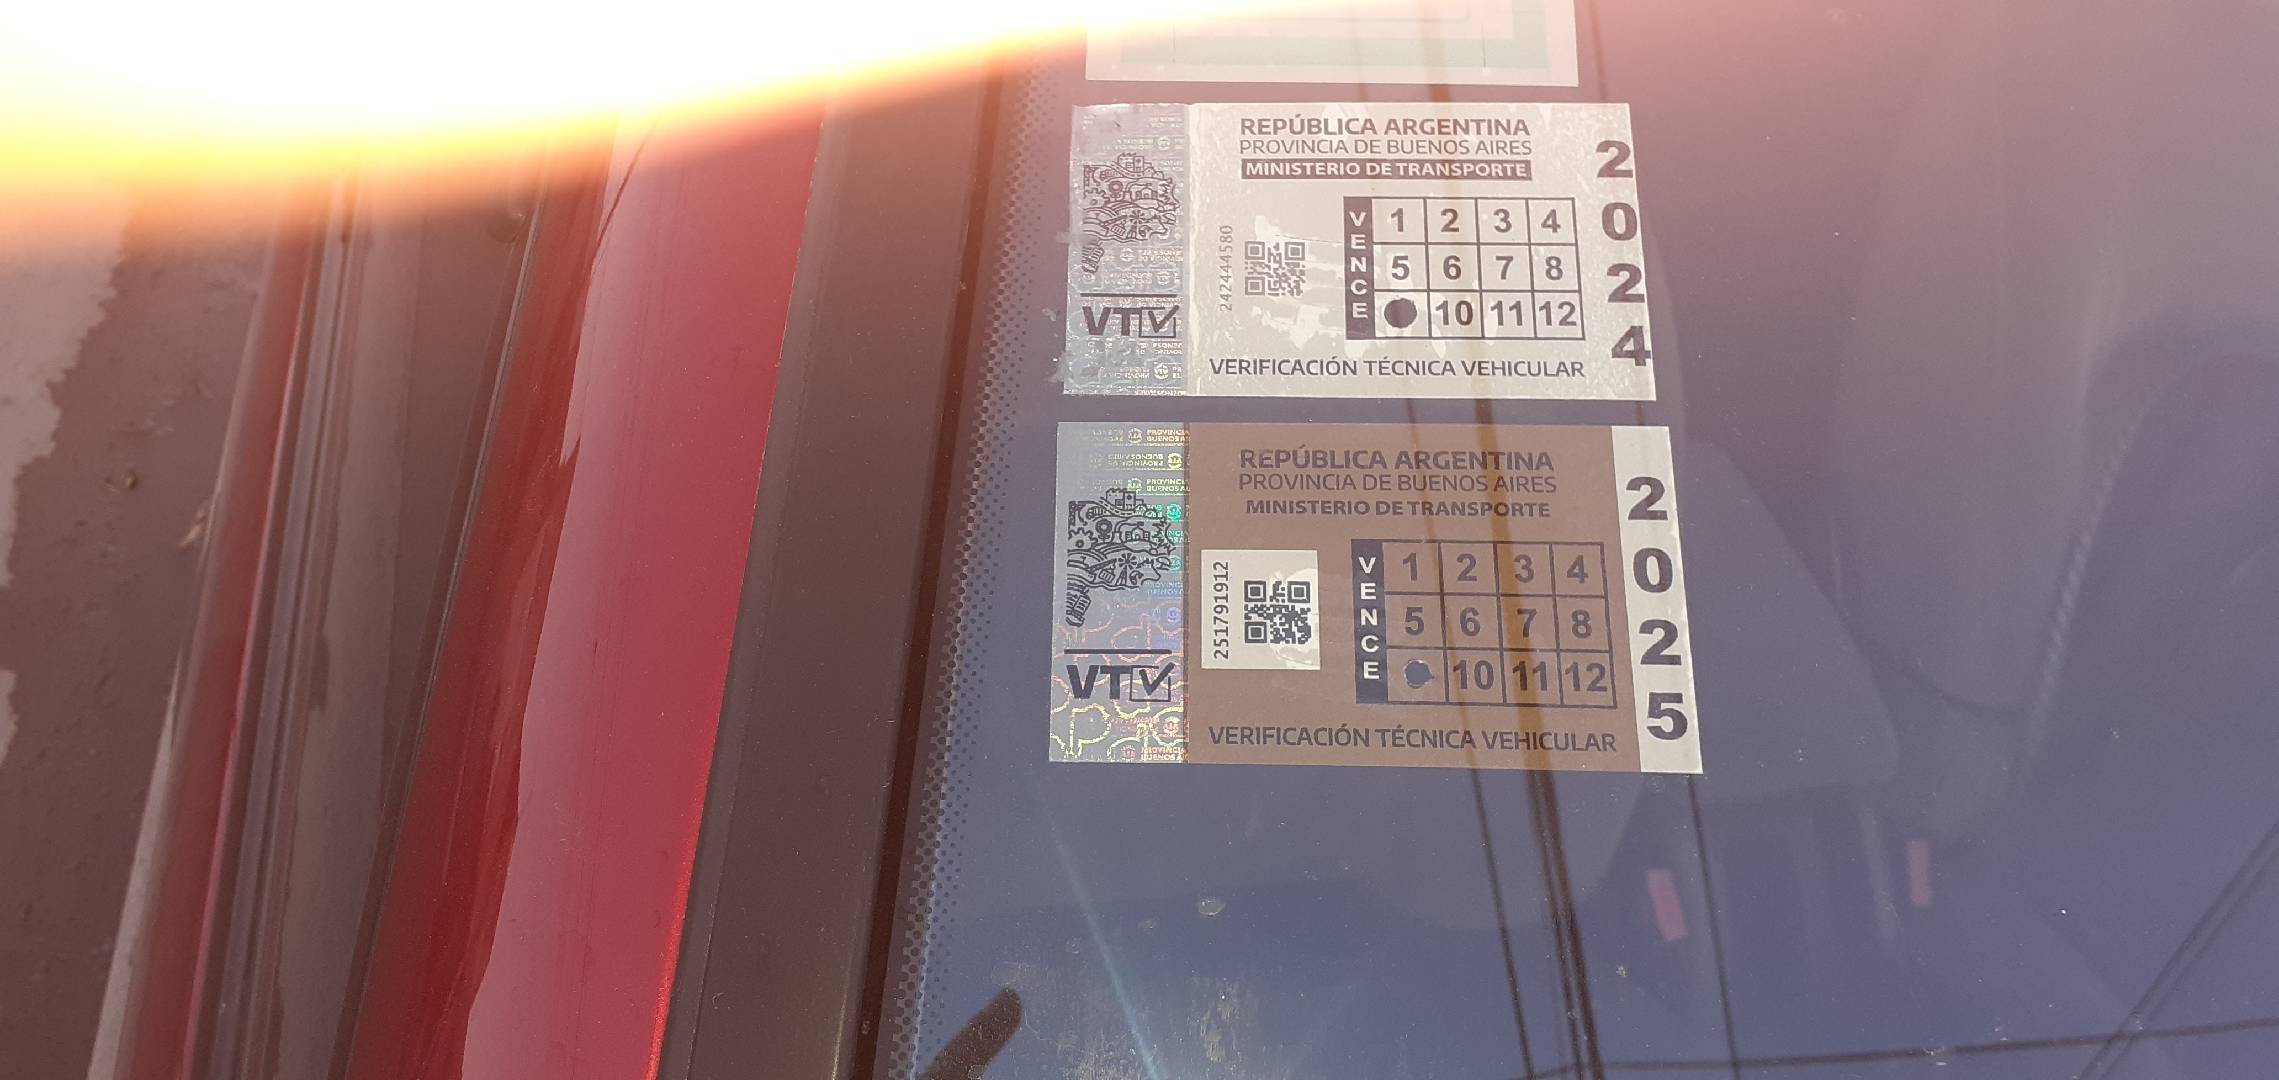 REPÚBLICA ARGENTINA
PROVINCIA DE BUENOS AIRES
MINISTERIO DE TRANSPORTE
2024
242444580
VENCE
1 2 3 4
5 6 7 8
10 11 12
VTV
VERIFICACIÓN TÉCNICA VEHICULAR
REPÚBLICA ARGENTINA
PROVINCIA DE BUENOS AIRES
MINISTERIO DE TRANSPORTE
2025
251791912
VENCE
1 2 3 4
5 6 7 8
10 11 12
VTV
VERIFICACIÓN TÉCNICA VEHICULAR